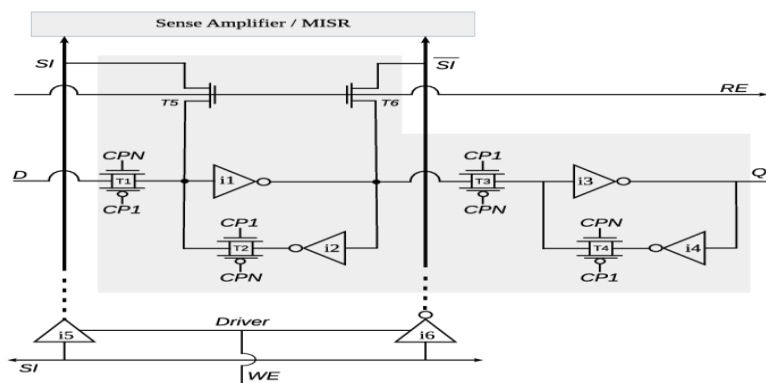 Sense Amplifier / MISR
SI
SI
T5
T6
RE
D
CPN
T1
CP1
i1
CP1
T3
CPN
i3
Q
CP1
T2
CPN
i2
CPN
T4
CP1
i4
i5
Driver
i6
SI
WE